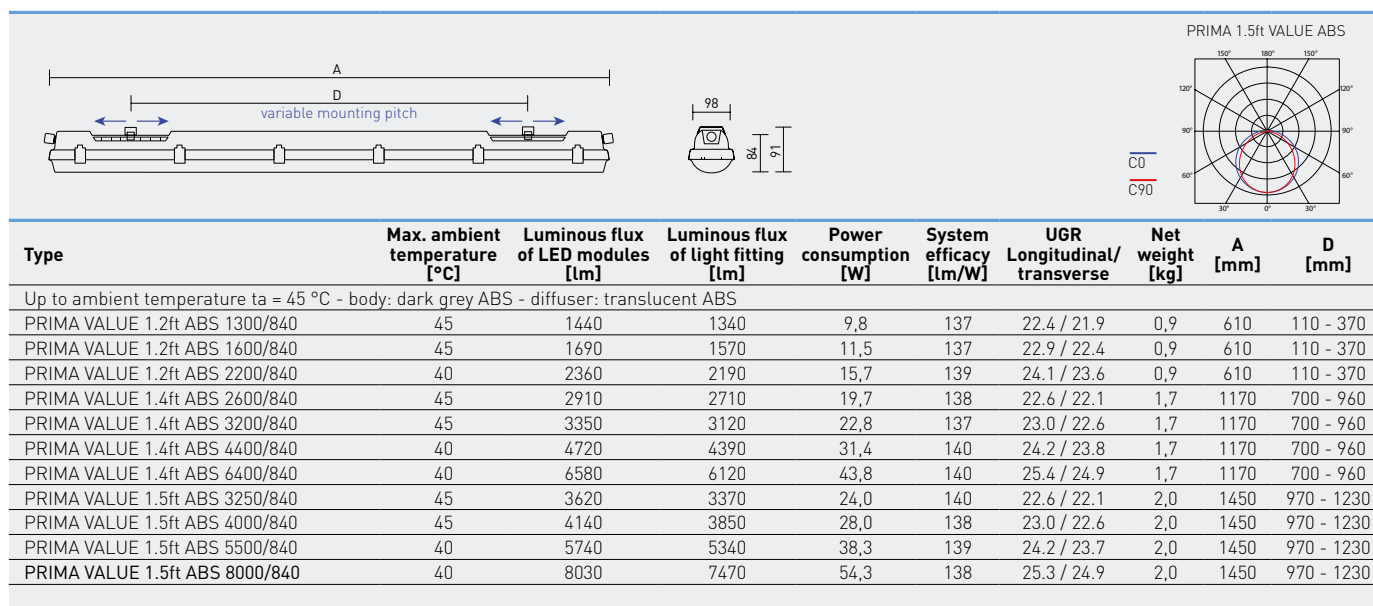 PRIMA 1.5ft VALUE ABS
150° 180° 150°
A
120° 120°
D
variable mounting pitch
98
90° 90°
84
91
C0
60° 60°
C90
30° 0° 30°
Type Max. ambient temperature [°C] Luminous flux of LED modules [lm] Luminous flux of light fitting [lm] Power consumption [W] System efficacy [lm/W] UGR Longitudinal/ transverse Net weight [kg] A [mm] D [mm]
Up to ambient temperature ta = 45 °C - body: dark grey ABS - diffuser: translucent ABS
PRIMA VALUE 1.2ft ABS 1300/840 45 1440 1340 9,8 137 22.4 / 21.9 0,9 610 110 - 370
PRIMA VALUE 1.2ft ABS 1600/840 45 1690 1570 11,5 137 22.9 / 22.4 0,9 610 110 - 370
PRIMA VALUE 1.2ft ABS 2200/840 40 2360 2190 15,7 139 24.1 / 23.6 0,9 610 110 - 370
PRIMA VALUE 1.4ft ABS 2600/840 45 2910 2710 19,7 138 22.6 / 22.1 1,7 1170 700 - 960
PRIMA VALUE 1.4ft ABS 3200/840 45 3350 3120 22,8 137 23.0 / 22.6 1,7 1170 700 - 960
PRIMA VALUE 1.4ft ABS 4400/840 40 4720 4390 31,4 140 24.2 / 23.8 1,7 1170 700 - 960
PRIMA VALUE 1.4ft ABS 6400/840 40 6580 6120 43,8 140 25.4 / 24.9 1,7 1170 700 - 960
PRIMA VALUE 1.5ft ABS 3250/840 45 3620 3370 24,0 140 22.6 / 22.1 2,0 1450 970 - 1230
PRIMA VALUE 1.5ft ABS 4000/840 45 4140 3850 28,0 138 23.0 / 22.6 2,0 1450 970 - 1230
PRIMA VALUE 1.5ft ABS 5500/840 40 5740 5340 38,3 139 24.2 / 23.7 2,0 1450 970 - 1230
PRIMA VALUE 1.5ft ABS 8000/840 40 8030 7470 54,3 138 25.3 / 24.9 2,0 1450 970 - 1230